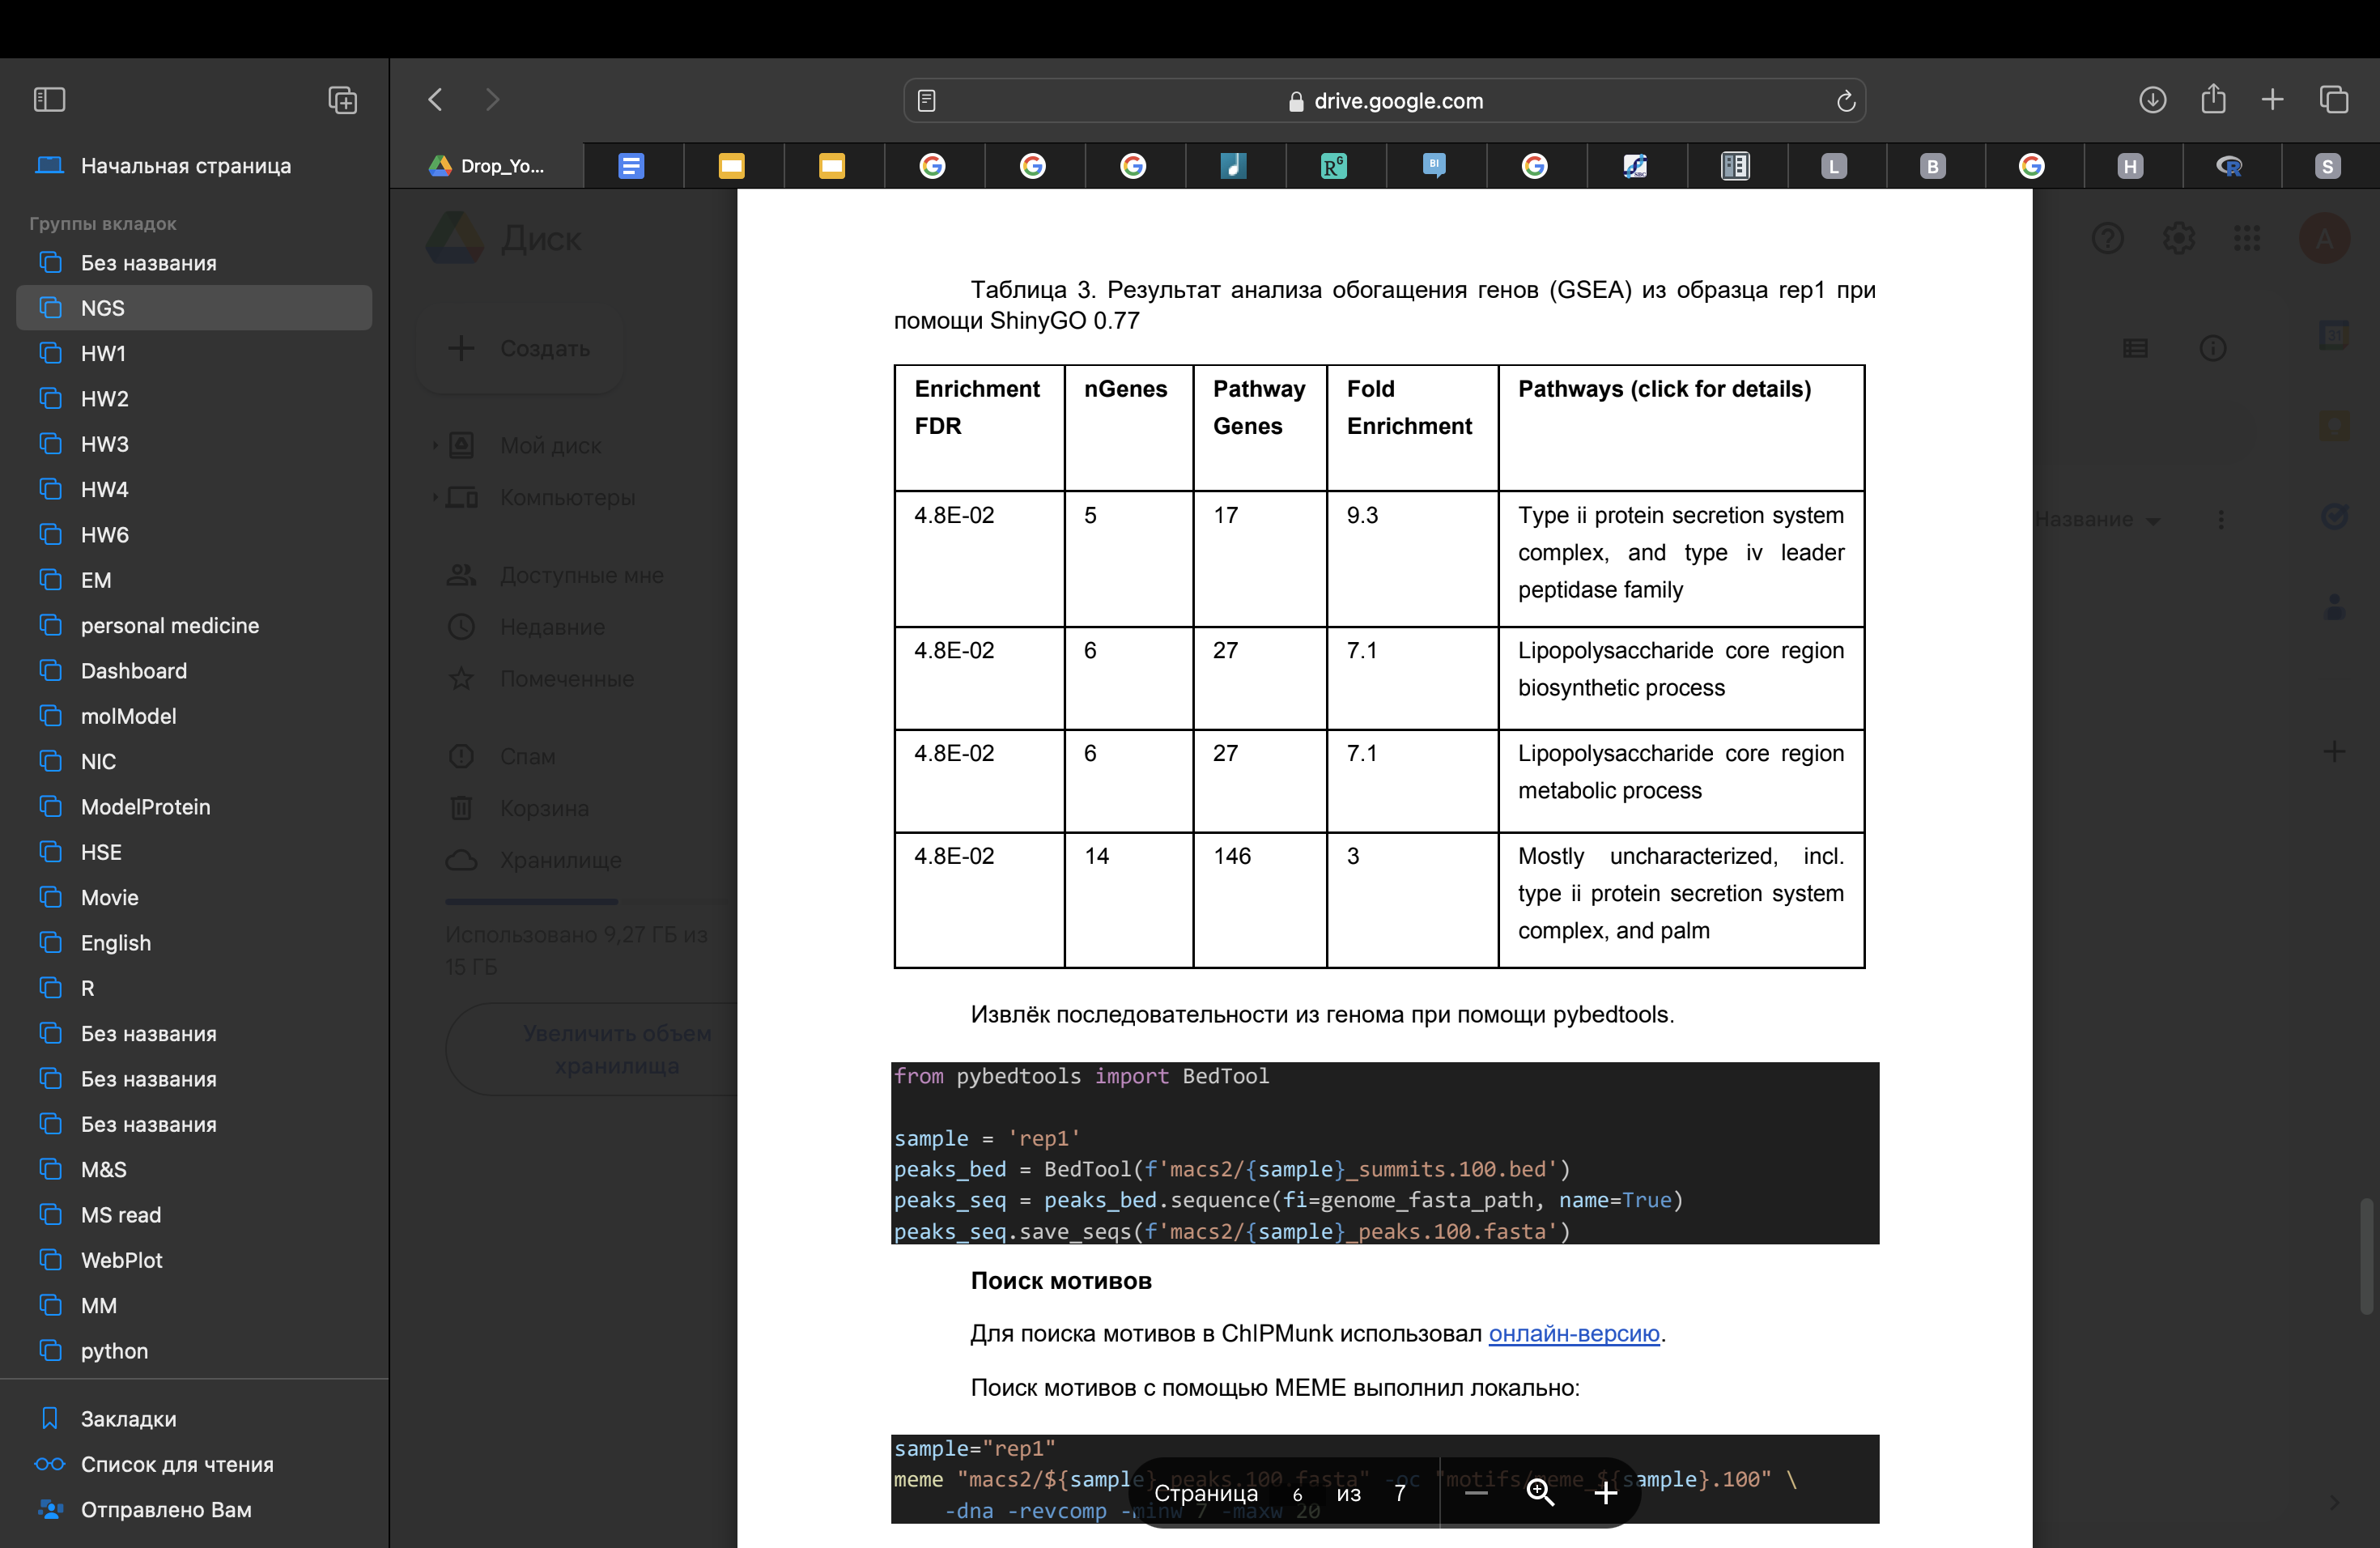 drive.google.com
Drop_Yo...
L
B
H
S
BI
Начальная страница
Группы вкладок
Без названия
NGS
HW1
HW2
HW3
HW4
HW6
EM
personal medicine
Dashboard
molModel
NIC
ModelProtein
HSE
Movie
English
R
Без названия
Без названия
Без названия
M&S
MS read
WebPlot
MM
python
Закладки
Список для чтения
Отправлено Вам
Диск
Создать
Мой диск
Компьютеры
Доступные мне
Недавние
Помеченные
Спам
Корзина
Хранилище
Использовано 9,27 ГБ из
15 ГБ
Увеличить объем
хранилища
Таблица 3. Результат анализа обогащения генов (GSEA) из образца rep1 при
помощи ShinyGO 0.77
Enrichment FDR nGenes Pathway Genes Fold Enrichment Pathways (click for details)
4.8E-02 5 17 9.3 Type ii protein secretion system
complex, and type iv leader
peptidase family
4.8E-02 6 27 7.1 Lipopolysaccharide core region
biosynthetic process
4.8E-02 6 27 7.1 Lipopolysaccharide core region
metabolic process
4.8E-02 14 146 3 Mostly uncharacterized, incl.
type ii protein secretion system
complex, and palm
Извлёк последовательности из генома при помощи pybedtools.
from pybedtools import BedTool
sample = 'rep1'
peaks_bed = BedTool(f'macs2/{sample}_summits.100.bed')
peaks_seq = peaks_bed.sequence(fi=genome_fasta_path, name=True)
peaks_seq.save_seqs(f'macs2/{sample}_peaks.100.fasta')
Поиск мотивов
Для поиска мотивов в ChIPMunk использовал онлайн-версию.
Поиск мотивов с помощью MEME выполнил локально:
sample="rep1"
meme "macs2/${sample}_peaks.100.fasta" -oc "motifs/meme_${sample}.100" \
-dna -revcomp -minw 7 -maxw 20
Страница 6 из 7
A
31
Название